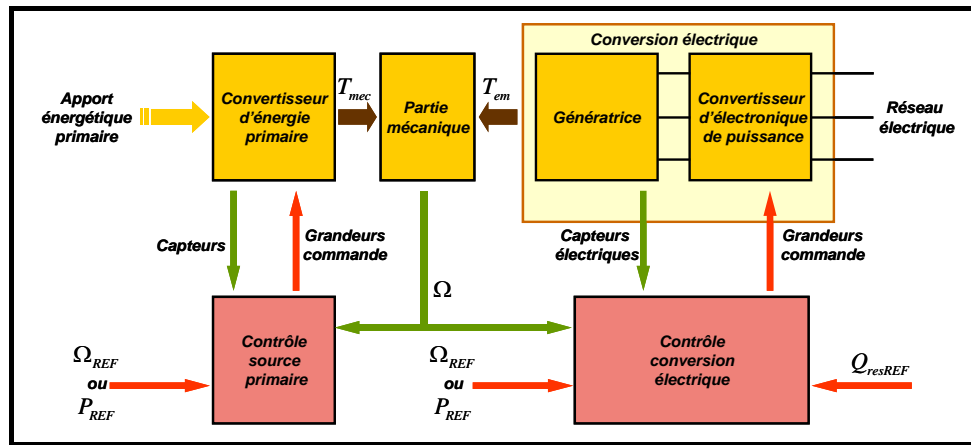 Conversion électrique
Apport
énergétique
primaire
Convertisseur
d'énergie
primaire
T_mec
Partie
mécanique
T_em
Génératrice
Convertisseur
d'électronique
de puissance
Réseau
électrique
Capteurs
Grandeurs
commande
Ω
Capteurs
électriques
Grandeurs
commande
Ω_REF
ou
P_REF
Contrôle
source
primaire
Ω_REF
ou
P_REF
Contrôle
conversion
électrique
Q_resREF